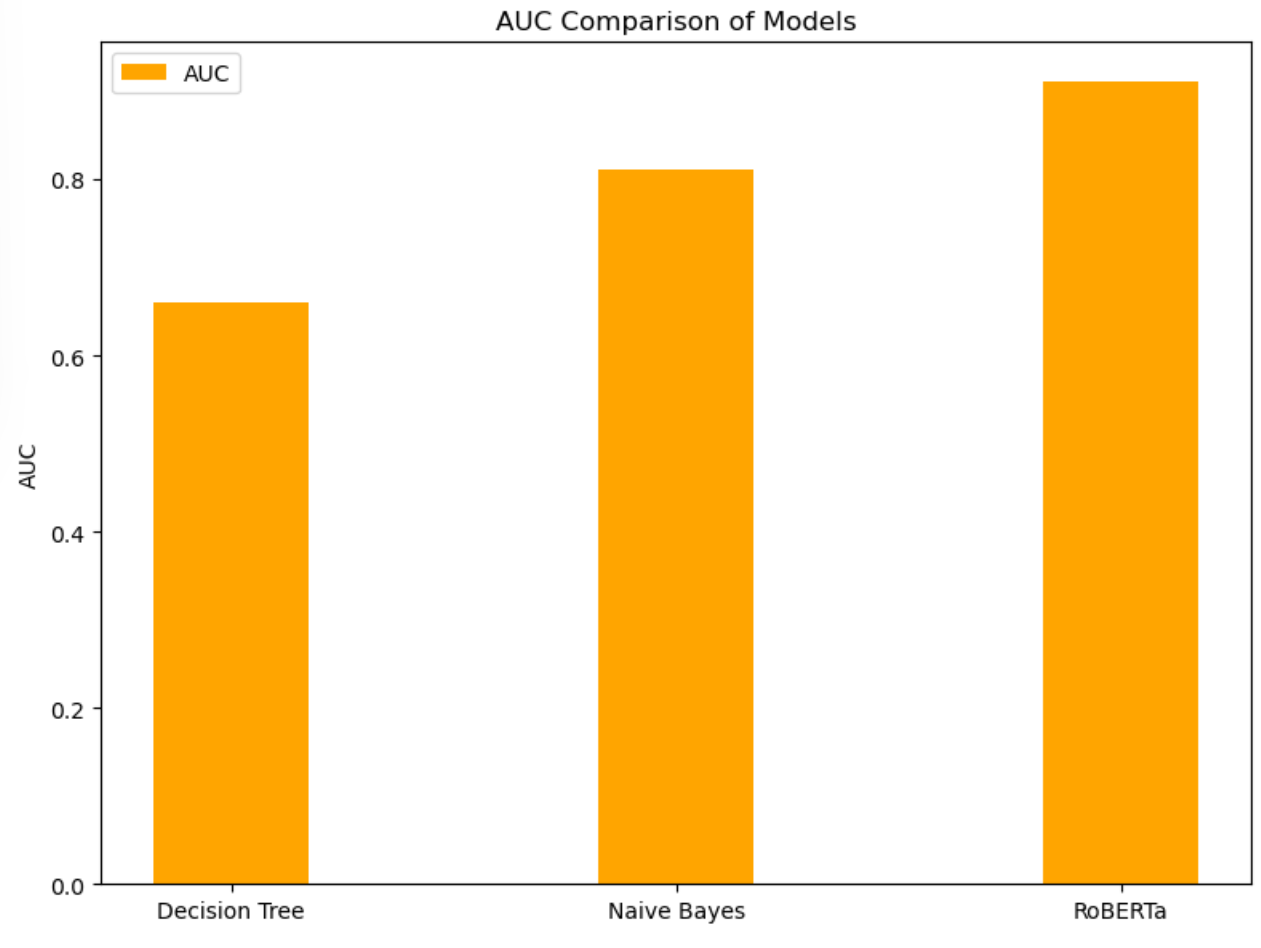 AUC Comparison of Models
AUC
0.8
0.6
0.4
0.2
0.0
AUC
Decision Tree
Naive Bayes
RoBERTa